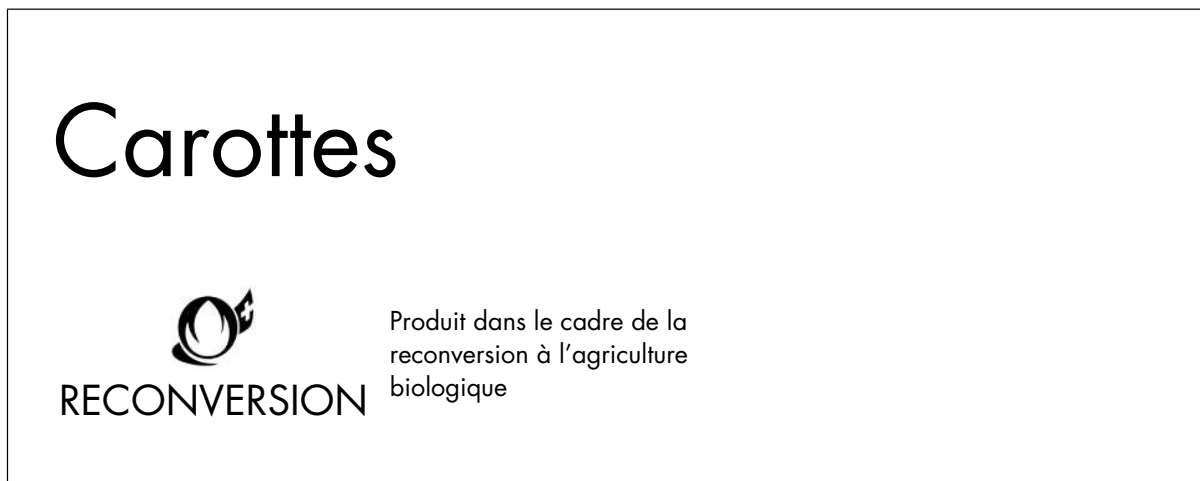 Carottes
RECONVERSION
Produit dans le cadre de la
reconversion à l’agriculture
biologique